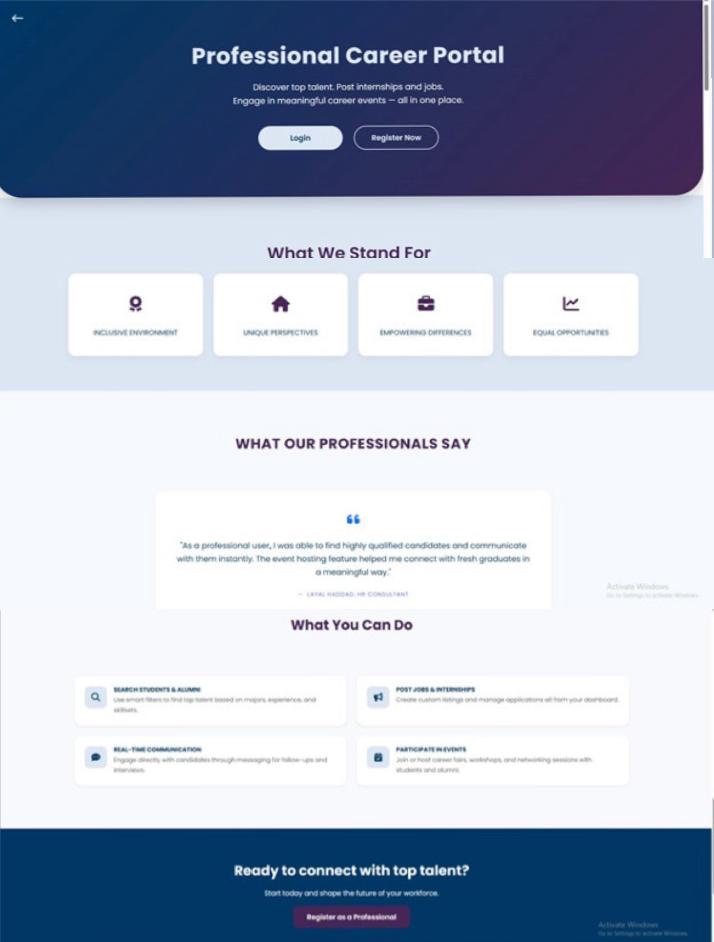 Professional Career Portal
Discover top talent. Post internships and jobs.
Engage in meaningful career events — all in one place.
Login
Register Now
What We Stand For
INCLUSIVE ENVIRONMENT
UNIQUE PERSPECTIVES
EMPOWERING DIFFERENCES
EQUAL OPPORTUNITIES
WHAT OUR PROFESSIONALS SAY
"As a professional user, I was able to find highly qualified candidates and communicate
with them instantly. The event hosting feature helped me connect with fresh graduates in
a meaningful way."
— LAYAL HADDAD, HR CONSULTANT
Activate Windows
Go to Settings to activate Windows.
What You Can Do
SEARCH STUDENTS & ALUMNI
Use smart filters to find top talent based on majors, experience, and
skillsets.
POST JOBS & INTERNSHIPS
Create custom listings and manage applications all from your dashboard.
REAL-TIME COMMUNICATION
Engage directly with candidates through messaging for follow-ups and
interviews.
PARTICIPATE IN EVENTS
Join or host career fairs, workshops, and networking sessions with
students and alumni.
Ready to connect with top talent?
Start today and shape the future of your workforce.
Register as a Professional
Activate Windows
Go to Settings to activate Windows.